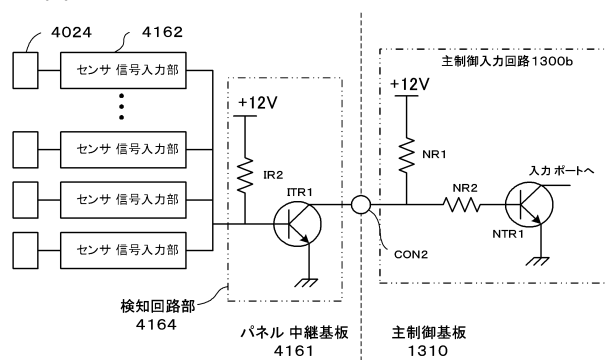 4024
4162
センサ 信号入力部
センサ 信号入力部
センサ 信号入力部
センサ 信号入力部
+12V
IR2
ITR1
検知回路部
4164
パネル 中継基板
4161
主制御入力回路1300b
+12V
NR1
NR2
入力 ポートへ
NTR1
CON2
主制御基板
1310